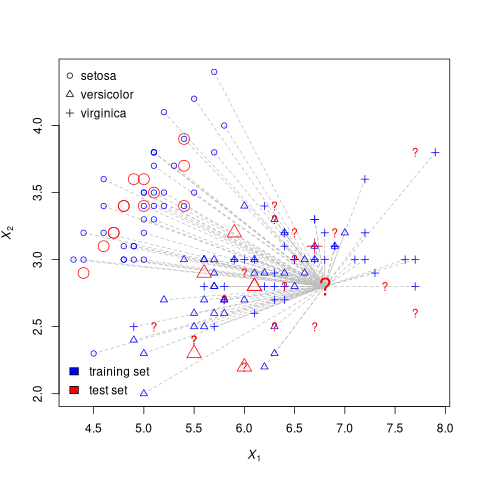 setosa
versicolor
virginica
training set
test set
X1
X2
4.5 5.0 5.5 6.0 6.5 7.0 7.5 8.0
2.0 2.5 3.0 3.5 4.0
? ? ? ? ? ? ? ? ? ? ? ? ? ? ? ? ?